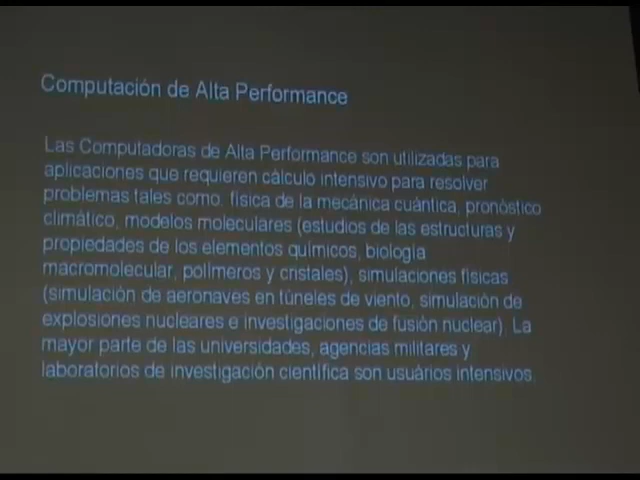 Computación de Alta Performance
Las Computadoras de Alta Performance son utilizadas para
aplicaciones que requieren cálculo intensivo para resolver
problemas tales como: física de la mecánica cuántica, pronóstico
climático, modelos moleculares (estudios de las estructuras y
propiedades de los elementos químicos, biología
macromolecular, polímeros y cristales), simulaciones físicas
(simulación de aeronaves en túneles de viento, simulación de
explosiones nucleares e investigaciones de fusión nuclear). La
mayor parte de las universidades, agencias militares y
laboratorios de investigación científica son usuários intensivos.